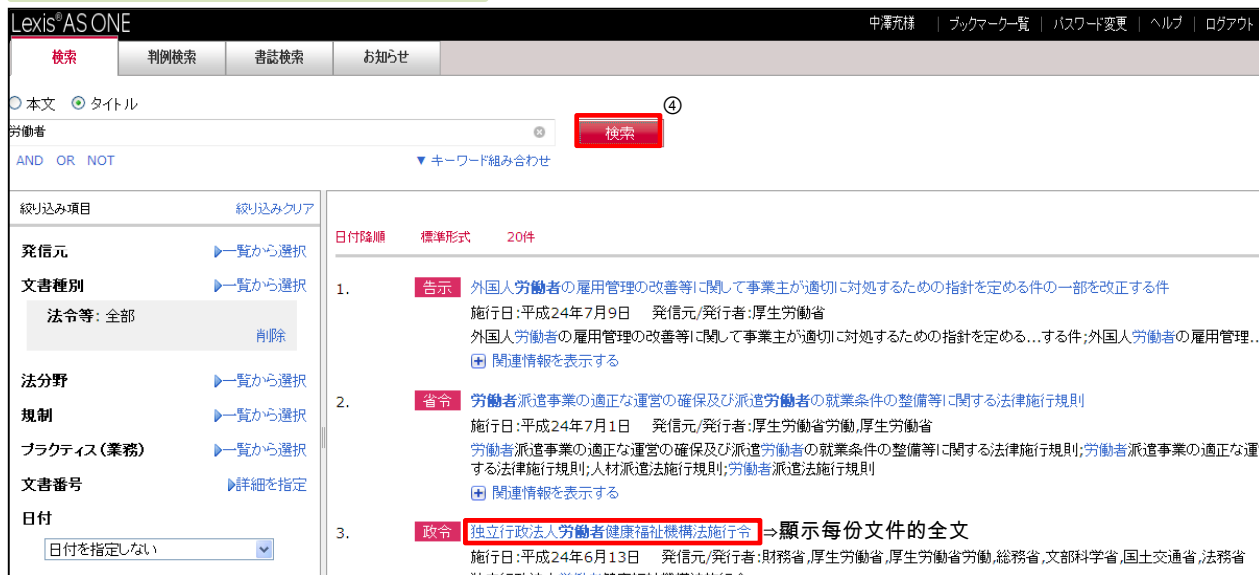 Lexis®AS ONE
中澤茺様 | ブックマーク一覧 | パスワード変更 | ヘルプ | ログアウト
検索 判例検索 書誌検索 お知らせ
本文 タイトル
④
労働者 検索
AND OR NOT ▼ キーワード組み合わせ
絞り込み項目 絞り込みクリア
日付降順 標準形式 20件
発信元 一覧から選択
文書種別 一覧から選択
法令等: 全部
削除
法分野 一覧から選択
規制 一覧から選択
プラクティス(業務) 一覧から選択
文書番号 詳細を指定
日付
日付を指定しない
1. 告示 外国人労働者の雇用管理の改善等に関して事業主が適切に対処するための指針を定める件の一部を改正する件
施行日:平成24年7月9日 発信元/発行者:厚生労働省
外国人労働者の雇用管理の改善等に関して事業主が適切に対処するための指針を定める...する件;外国人労働者の雇用管理...
関連情報を表示する
2. 省令 労働者派遣事業の適正な運営の確保及び派遣労働者の就業条件の整備等に関する法律施行規則
施行日:平成24年7月1日 発信元/発行者:厚生労働省労働,厚生労働省
労働者派遣事業の適正な運営の確保及び派遣労働者の就業条件の整備等に関する法律施行規則;労働者派遣事業の適正な運
する法律施行規則;人材派遣法施行規則;労働者派遣法施行規則
関連情報を表示する
3. 政令 独立行政法人労働者健康福祉機構法施行令 ⇒顯示每份文件的全文
施行日:平成24年6月13日 発信元/発行者:財務省,厚生労働省,厚生労働省労働,総務省,文部科学省,国土交通省,法務省